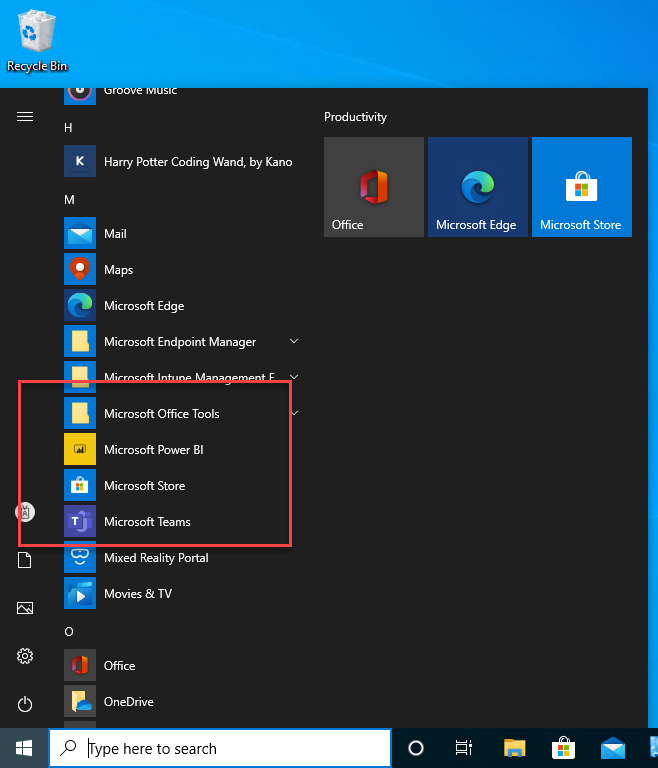 Recycle Bin
Groove Music
H
K
Harry Potter Coding Wand, by Kano
M
Mail
Maps
Microsoft Edge
Microsoft Endpoint Manager
Microsoft Intune Management E
Microsoft Office Tools
Microsoft Power BI
Microsoft Store
T
Microsoft Teams
Mixed Reality Portal
Movies & TV
O
Office
OneDrive
Productivity
Office
Microsoft Edge
Microsoft Store
Type here to search